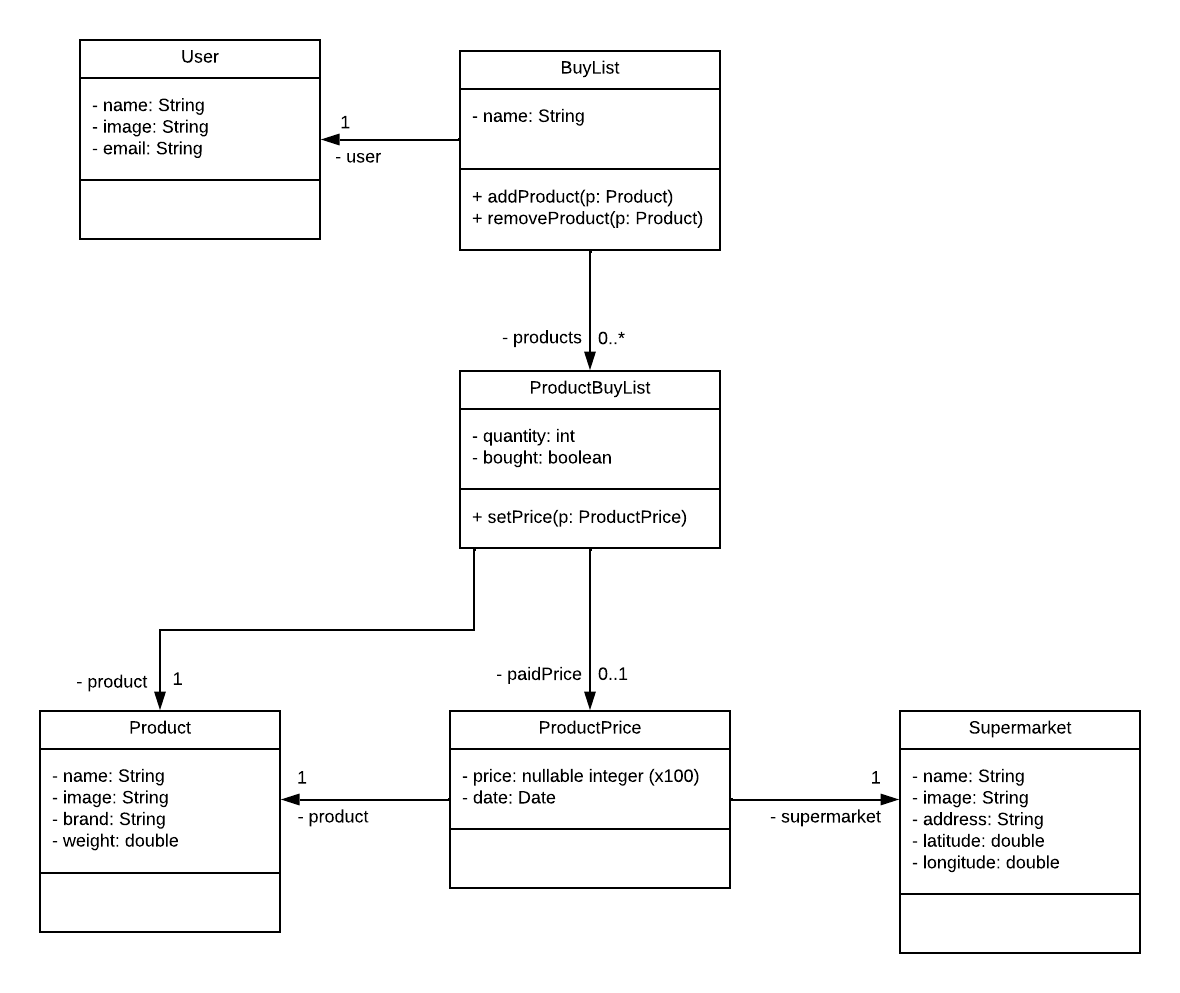 User
- name: String
- image: String
- email: String
1
- user
BuyList
- name: String
+ addProduct(p: Product)
+ removeProduct(p: Product)
- products
0..*
ProductBuyList
- quantity: int
- bought: boolean
+ setPrice(p: ProductPrice)
- product
1
- paidPrice
0..1
Product
- name: String
- image: String
- brand: String
- weight: double
1
- product
ProductPrice
- price: nullable integer (x100)
- date: Date
1
- supermarket
Supermarket
- name: String
- image: String
- address: String
- latitude: double
- longitude: double